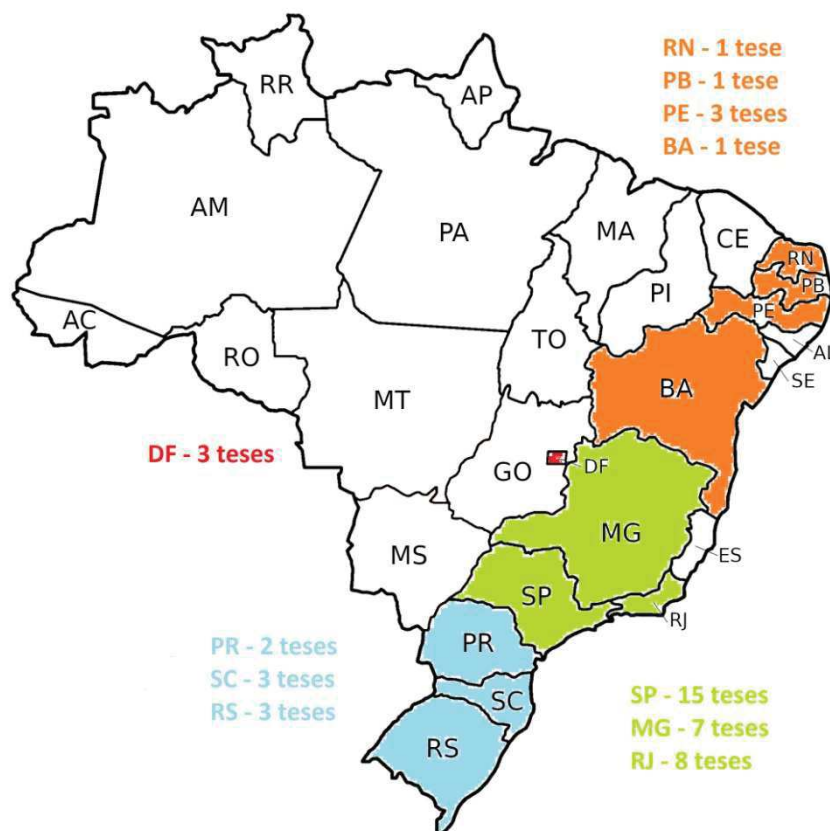 RN - 1 tese
PB - 1 tese
PE - 3 teses
BA - 1 tese
RR
AP
AM
PA
MA
CE
RN
PB
PI
PE
AC
TO
AL
RO
SE
BA
MT
DF - 3 teses
GO
DF
MG
MS
ES
SP
RJ
PR
PR - 2 teses
SC - 3 teses
RS - 3 teses
SC
RS
SP - 15 teses
MG - 7 teses
RJ - 8 teses